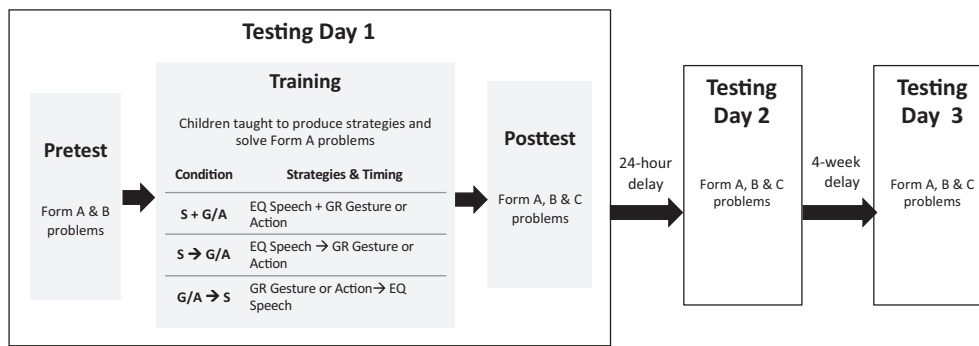 Testing Day 1
Pretest
Form A & B
problems
Training
Children taught to produce strategies and
solve Form A problems
Condition Strategies & Timing
S + G/A EQ Speech + GR Gesture or
Action
S → G/A EQ Speech → GR Gesture or
Action
G/A → S GR Gesture or Action→ EQ
Speech
Posttest
Form A, B & C
problems
24-hour
delay
Testing
Day 2
Form A, B & C
problems
4-week
delay
Testing
Day 3
Form A, B & C
problems